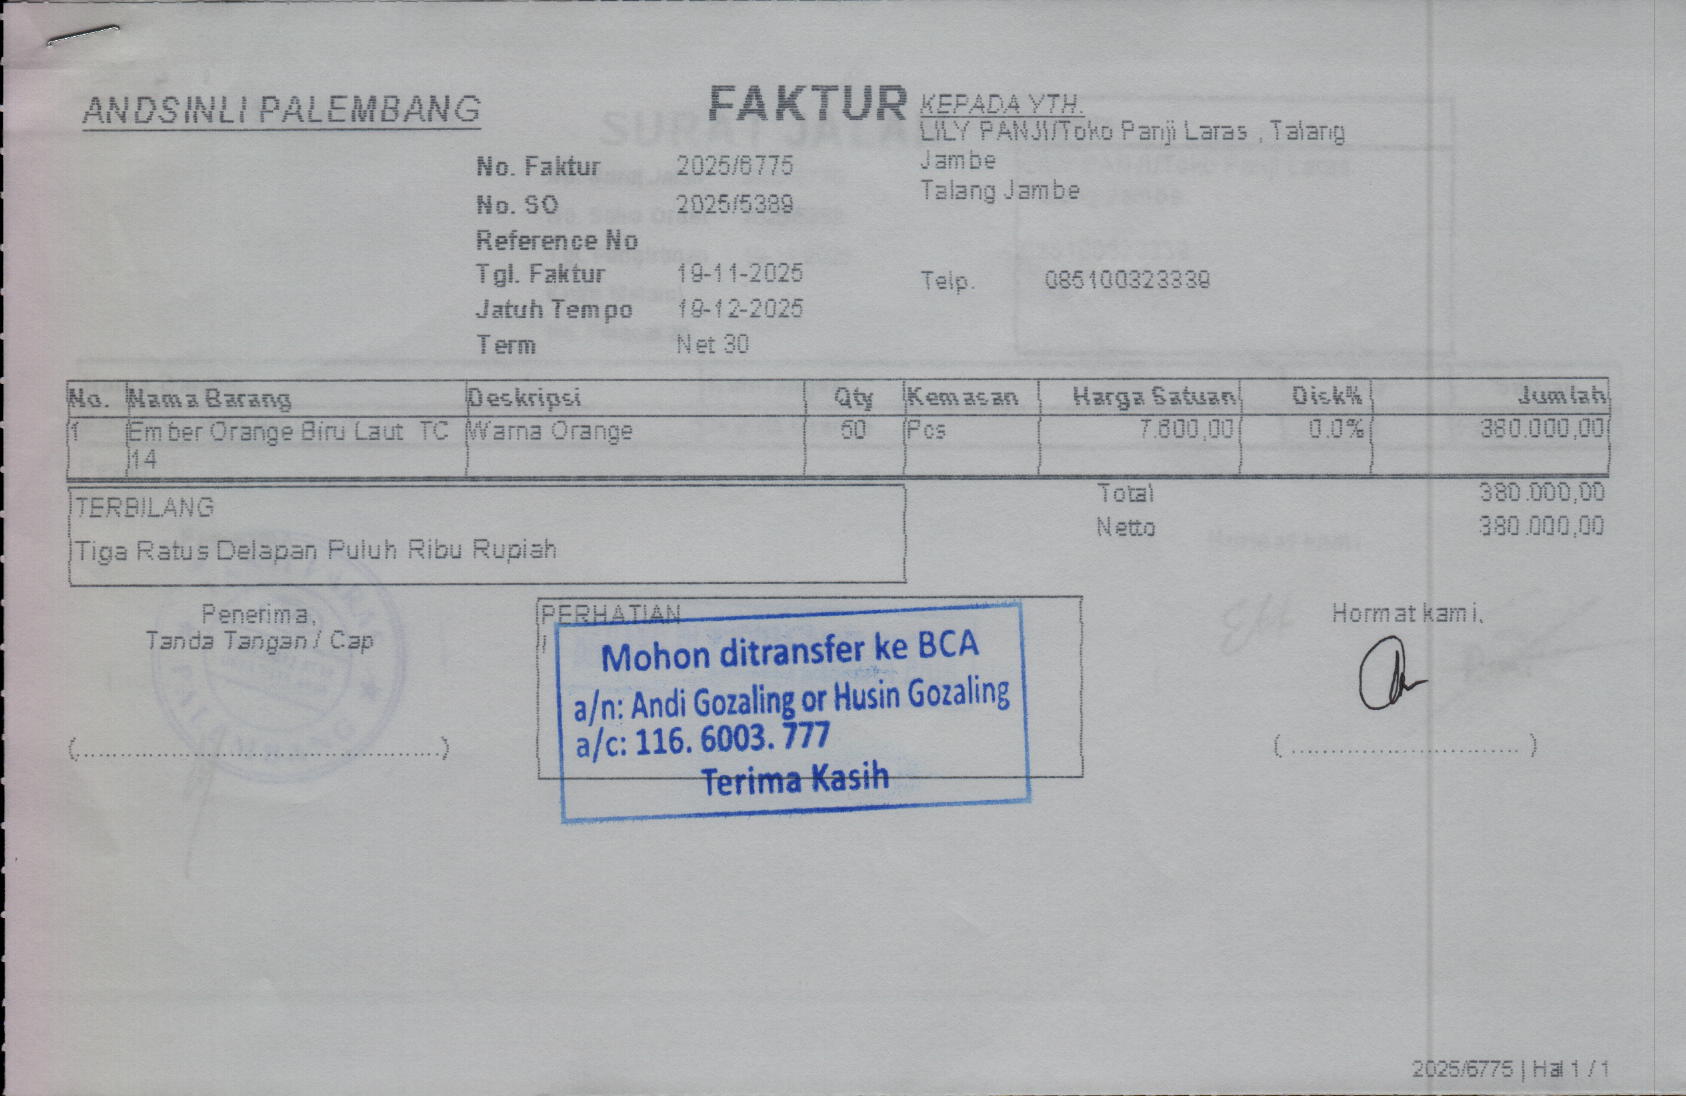 ANDSINLI PALEMBANG
FAKTUR
KEPADA YTH.
LILY PANJI/Toko Panji Laras , Talang
Jambe
Talang Jambe
Telp. 085100323339
No. Faktur 2025/6775
No. SO 2025/5389
Reference No
Tgl. Faktur 19-11-2025
Jatuh Tempo 19-12-2025
Term Net 30
No. Nama Barang Deskripsi Qty Kemasan Harga Satuan Disk% Jumlah
1 Ember Orange Biru Laut TC Warna Orange 50 Pcs 7.600,00 0.0% 380.000,00
14
Total 380.000,00
Netto 380.000,00
TERBILANG
Tiga Ratus Delapan Puluh Ribu Rupiah
Penerima,
Tanda Tangan / Cap
(........................................)
PERHATIAN
Mohon ditransfer ke BCA
a/n: Andi Gozaling or Husin Gozaling
a/c: 116. 6003. 777
Terima Kasih
Hormat kami,
(..........................)
2025/6775 | Hal 1 / 1